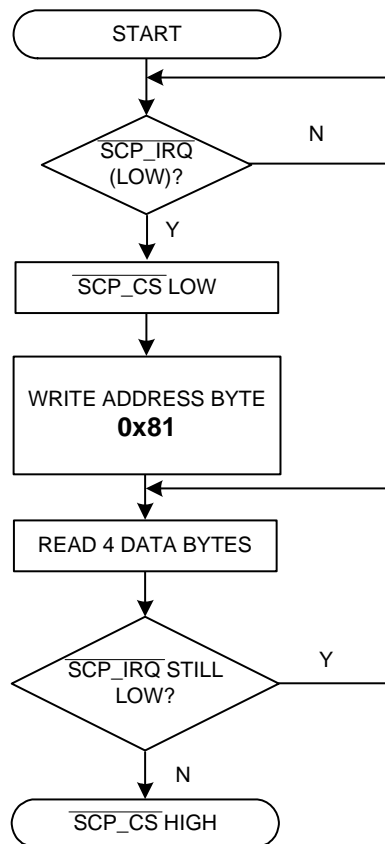 START
SCP_IRQ
(LOW)?
N
Y
SCP_CS LOW
WRITE ADDRESS BYTE
0x81
READ 4 DATA BYTES
SCP_IRQ STILL
LOW?
Y
N
SCP_CS HIGH